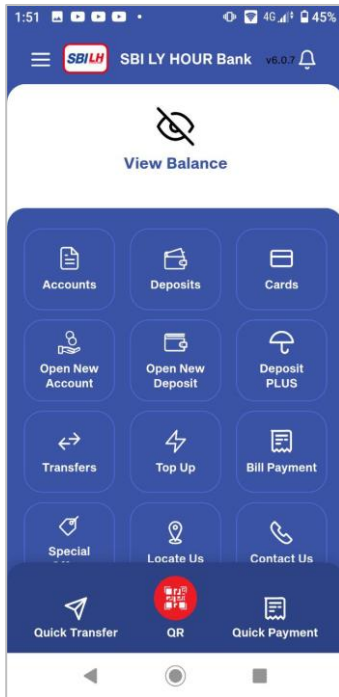 1:51 4G 45%
SBI LH SBI LY HOUR Bank v6.0.7
View Balance
Accounts Deposits Cards
Open New Account Open New Deposit Deposit PLUS
Transfers Top Up Bill Payment
Special Locate Us Contact Us
Quick Transfer QR Quick Payment